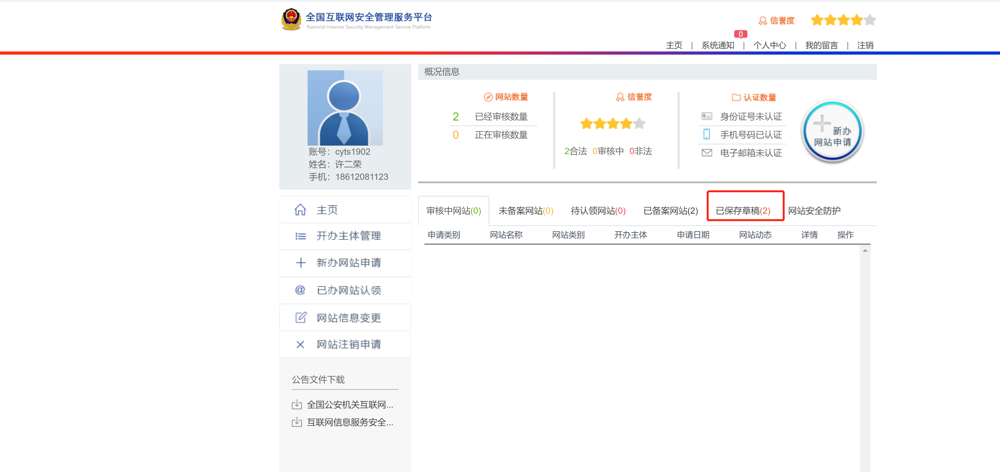 全国互联网安全管理服务平台
National Internet Security Management Service Platform
信誉度
0
主页 | 系统通知 | 个人中心 | 我的留言 | 注销
账号：cyts1902
姓名：许二荣
手机：18612081123
概况信息
网站数量
2 已经审核数量
0 正在审核数量
信誉度
2合法 0审核中 0非法
认证数量
身份证号未认证
手机号码已认证
电子邮箱未认证
新办
网站申请
主页
开办主体管理
新办网站申请
@ 已办网站认领
网站信息变更
网站注销申请
公告文件下载
全国公安机关互联网...
互联网信息服务安全...
审核中网站(0) 未备案网站(0) 待认领网站(0) 已备案网站(2) 已保存草稿(2) 网站安全防护
申请类别 网站名称 网站类别 开办主体 申请日期 网站动态 详情 操作